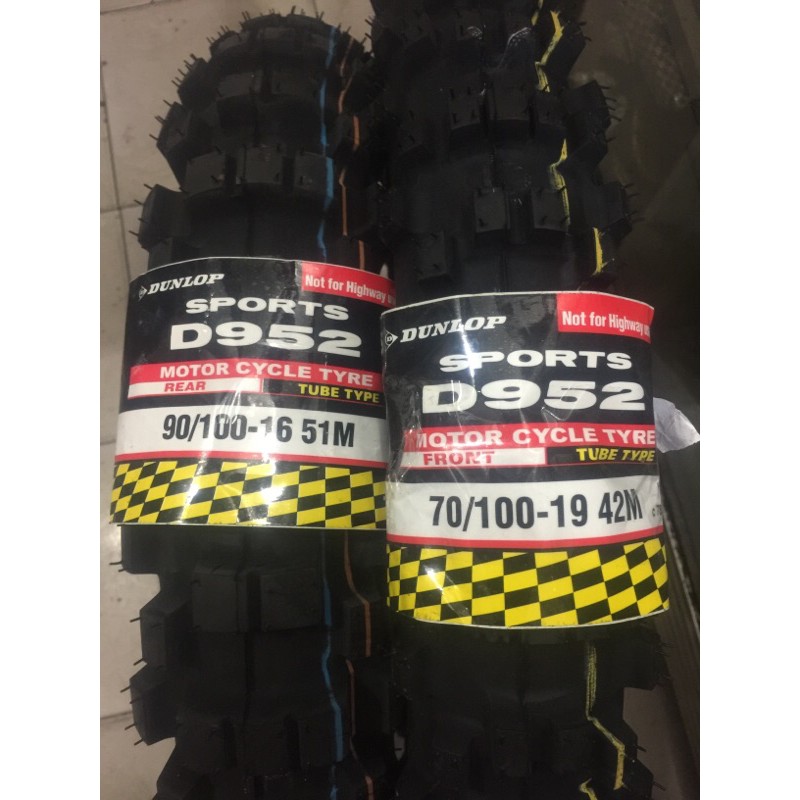 DUNLOP
Not for Highway
SPORTS
D952
MOTOR CYCLE TYRE
REAR
TUBE TYPE
90/100-16 51M
DUNLOP
Not for Highway
SPORTS
D952
MOTOR CYCLE TYRE
FRONT
TUBE TYPE
70/100-19 42M